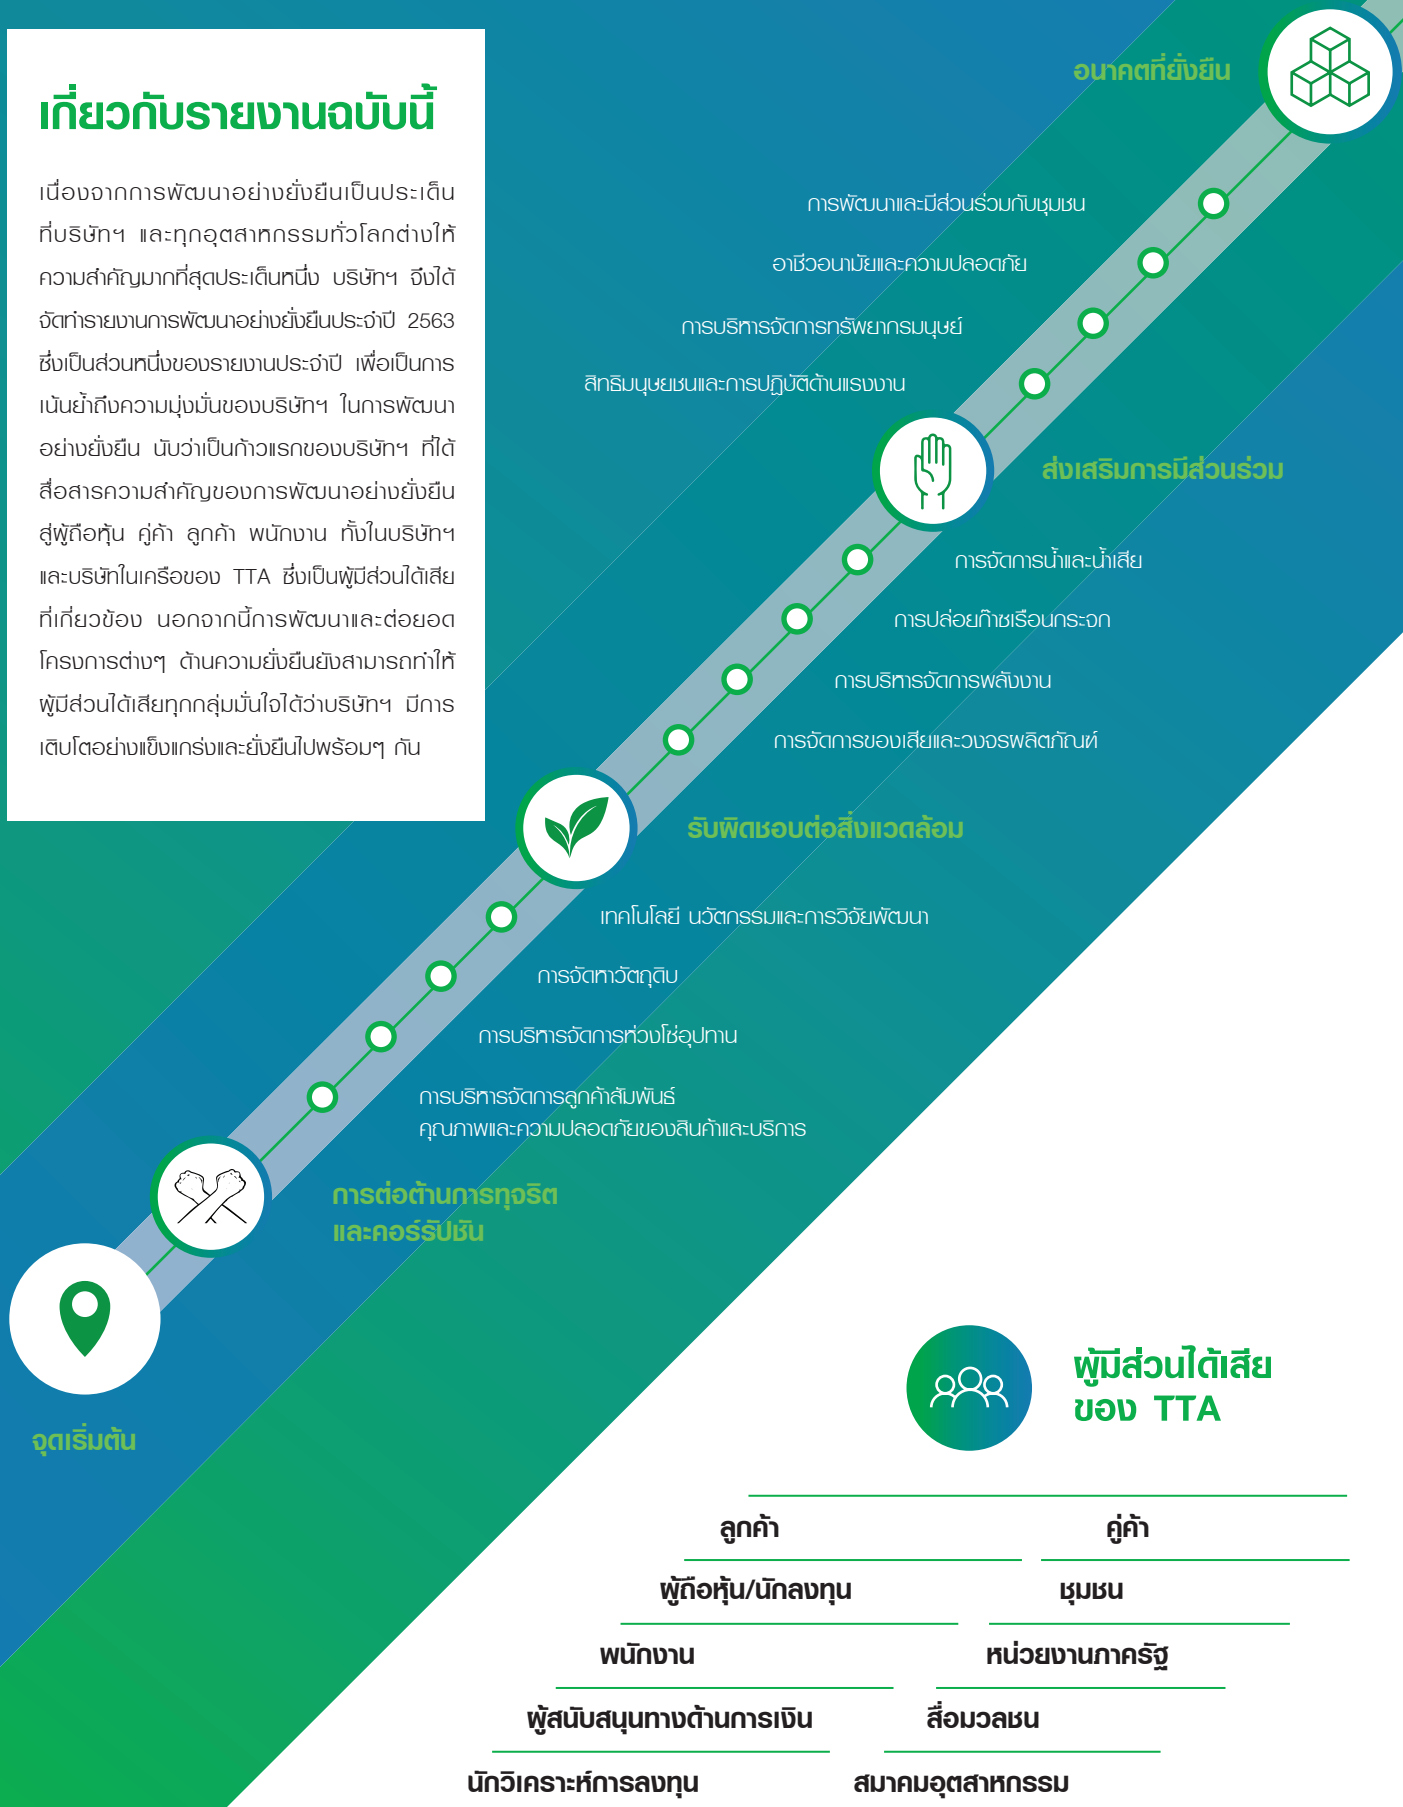 เกี่ยวกับรายงานฉบับนี้
เนื่องจากการพัฒนาอย่างยั่งยืนเป็นประเด็น
ที่บริษัทฯ และทุกอุตสาหกรรมทั่วโลกต่างให้
ความสำคัญมากที่สุดประเด็นหนึ่ง บริษัทฯ จึงได้
จัดทำรายงานการพัฒนาอย่างยั่งยืนประจำปี 2563
ซึ่งเป็นส่วนหนึ่งของรายงานประจำปี เพื่อเป็นการ
เน้นย้ำถึงความมุ่งมั่นของบริษัทฯ ในการพัฒนา
อย่างยั่งยืน นับว่าเป็นก้าวแรกของบริษัทฯ ที่ได้
สื่อสารความสำคัญของการพัฒนาอย่างยั่งยืน
สู่ผู้ถือหุ้น คู่ค้า ลูกค้า พนักงาน ทั้งในบริษัทฯ
และบริษัทในเครือของ TTA ซึ่งเป็นผู้มีส่วนได้เสีย
ที่เกี่ยวข้อง นอกจากนี้การพัฒนาและต่อยอด
โครงการต่างๆ ด้านความยั่งยืนยังสามารถทำให้
ผู้มีส่วนได้เสียทุกกลุ่มมั่นใจได้ว่าบริษัทฯ มีการ
เติบโตอย่างแข็งแกร่งและยั่งยืนไปพร้อมๆ กัน
อนาคตที่ยั่งยืน
การพัฒนาและมีส่วนร่วมกับชุมชน
อาชีวอนามัยและความปลอดภัย
การบริหารจัดการทรัพยากรมนุษย์
สิทธิมนุษยชนและการปฏิบัติด้านแรงงาน
ส่งเสริมการมีส่วนร่วม
การจัดการน้ำและน้ำเสีย
การปล่อยก๊าซเรือนกระจก
การบริหารจัดการพลังงาน
การจัดการของเสียและวงจรผลิตภัณฑ์
รับผิดชอบต่อสิ่งแวดล้อม
เทคโนโลยี นวัตกรรมและการวิจัยพัฒนา
การจัดหาวัตถุดิบ
การบริหารจัดการห่วงโซ่อุปทาน
การบริหารจัดการลูกค้าสัมพันธ์
คุณภาพและความปลอดภัยของสินค้าและบริการ
การต่อต้านการทุจริต
และคอร์รัปชัน
จุดเริ่มต้น
ผู้มีส่วนได้เสีย
ของ TTA
ลูกค้า คู่ค้า
ผู้ถือหุ้น/นักลงทุน ชุมชน
พนักงาน หน่วยงานภาครัฐ
ผู้สนับสนุนทางด้านการเงิน สื่อมวลชน
นักวิเคราะห์การลงทุน สมาคมอุตสาหกรรม